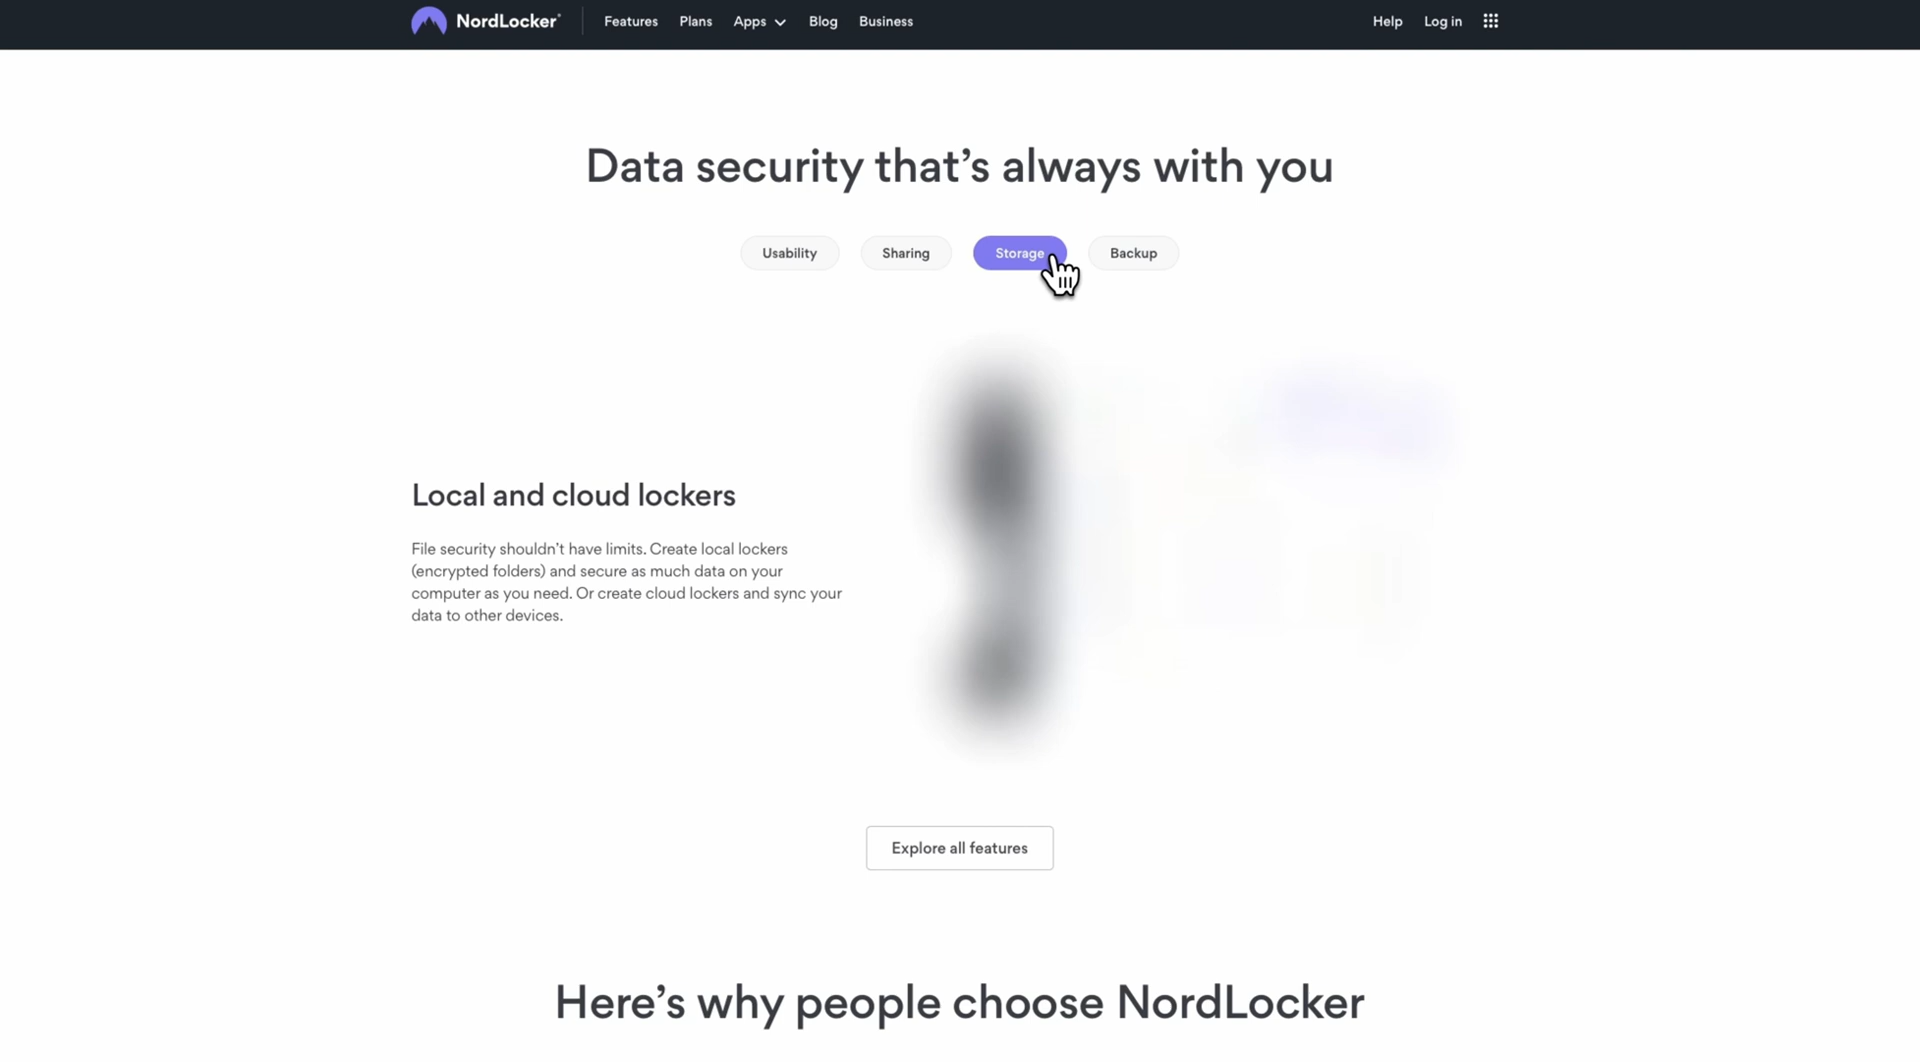 NordLocker
Features
Plans
Apps
Blog
Business
Help
Log in
Data security that's always with you
Usability
Sharing
Storage
Backup
Local and cloud lockers
File security shouldn't have limits. Create local lockers
(encrypted folders) and secure as much data on your
computer as you need. Or create cloud lockers and sync your
data to other devices.
Explore all features
Here's why people choose NordLocker